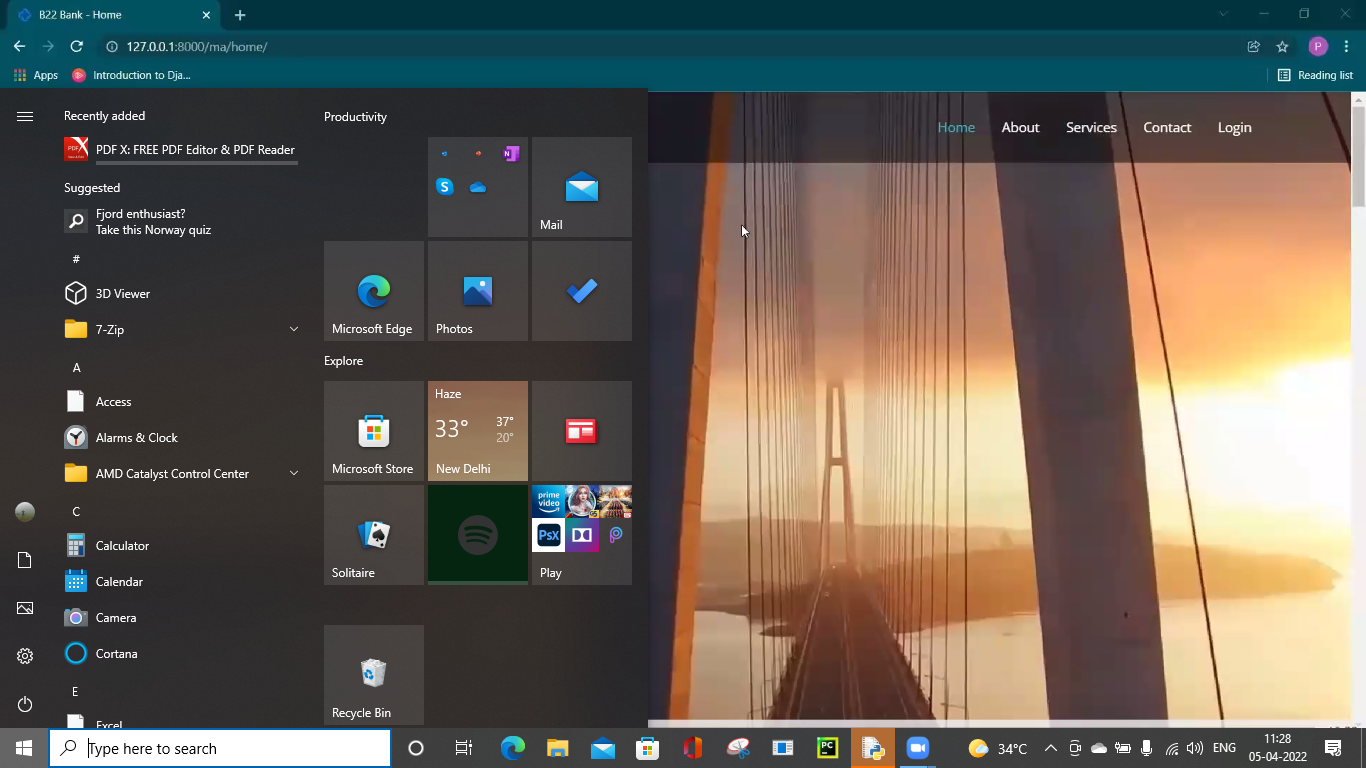 B22 Bank - Home
127.0.0.1:8000/ma/home/
P
Apps
Introduction to Dja...
Reading list
Home
About
Services
Contact
Login
Recently added
PDF X: FREE PDF Editor & PDF Reader
Suggested
Fjord enthusiast?
Take this Norway quiz
#
3D Viewer
7-Zip
A
Access
Alarms & Clock
AMD Catalyst Control Center
C
Calculator
Calendar
Camera
Cortana
E
Excel
Productivity
Mail
Microsoft Edge
Photos
Explore
Microsoft Store
Haze
33°
37°
20°
New Delhi
Solitaire
prime video
PsX
Play
Recycle Bin
Type here to search
PC
34°C
ENG
11:28
05-04-2022